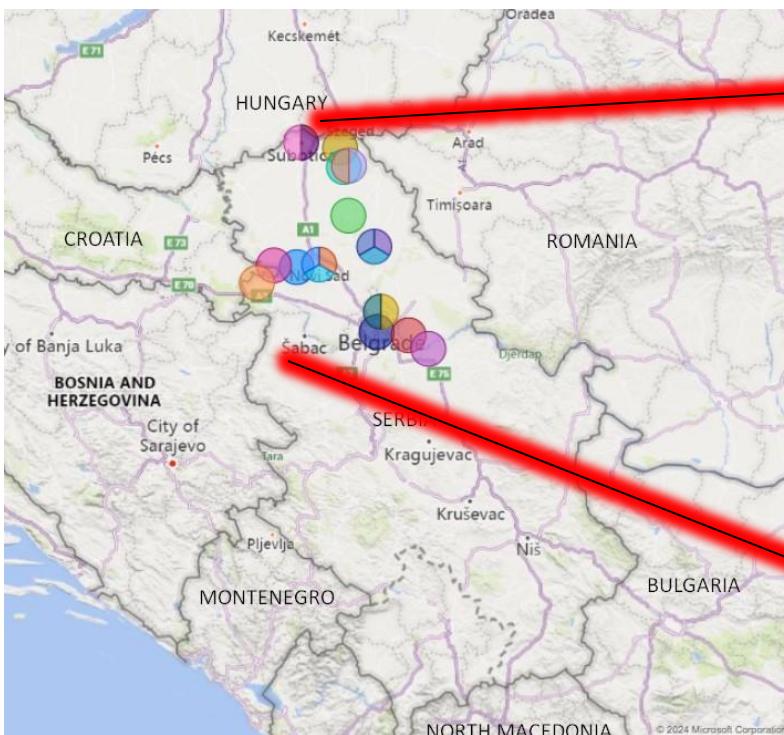 Oradea
Kecskemét
E 71
HUNGARY
Szeged
Arad
Pécs
Subotica
Timișoara
A1
CROATIA
E 73
ROMANIA
Novi Sad
E 70
y of Banja Luka
Šabac
Belgrade
Djerdap
E 75
BOSNIA AND
HERZEGOVINA
City of
Sarajevo
SERBIA
Tara
Kragujevac
Kruševac
Pljevlja
Niš
MONTENEGRO
BULGARIA
NORTH MACEDONIA
© 2024 Microsoft Corporation